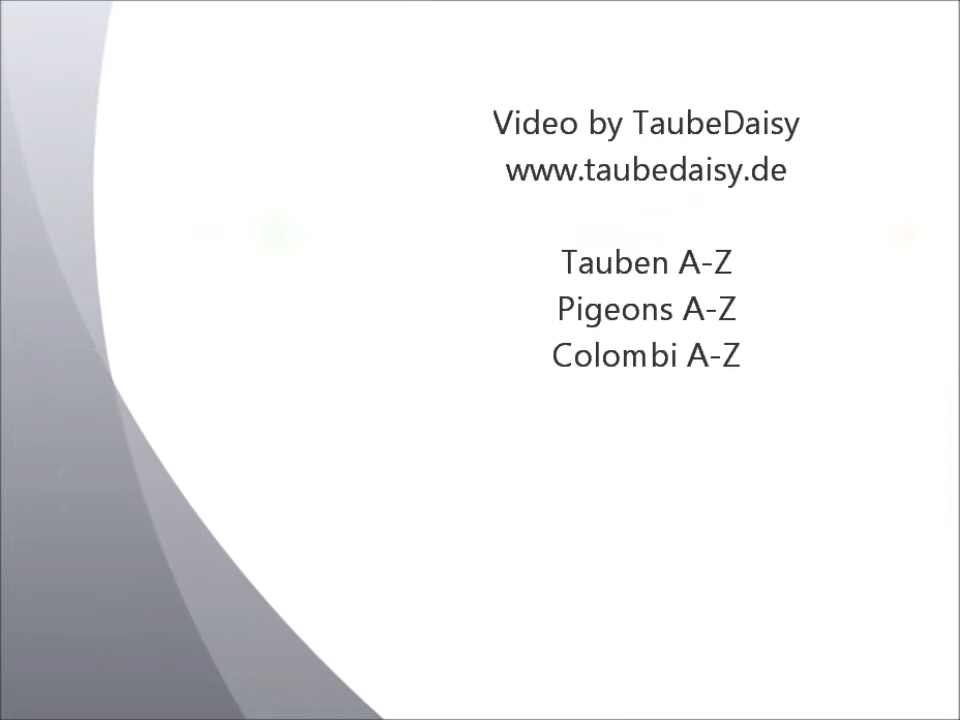 Video by TaubeDaisy
www.taubedaisy.de
Tauben A-Z
Pigeons A-Z
Colombi A-Z